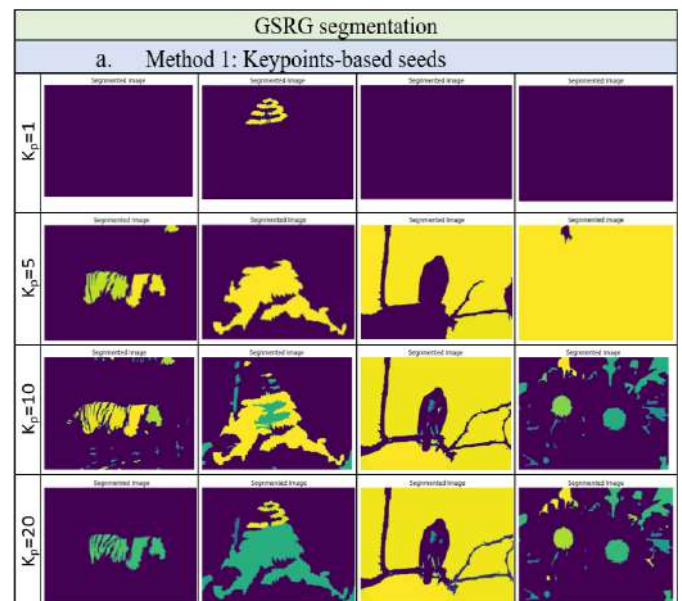 GSRG segmentation
a. Method 1: Keypoints-based seeds
Segmented Image Segmented Image Segmented Image Segmented Image
Kp=1
Segmented Image Segmented Image Segmented Image Segmented Image
Kp=5
Segmented Image Segmented Image Segmented Image Segmented Image
Kp=10
Segmented Image Segmented Image Segmented Image Segmented Image
Kp=20